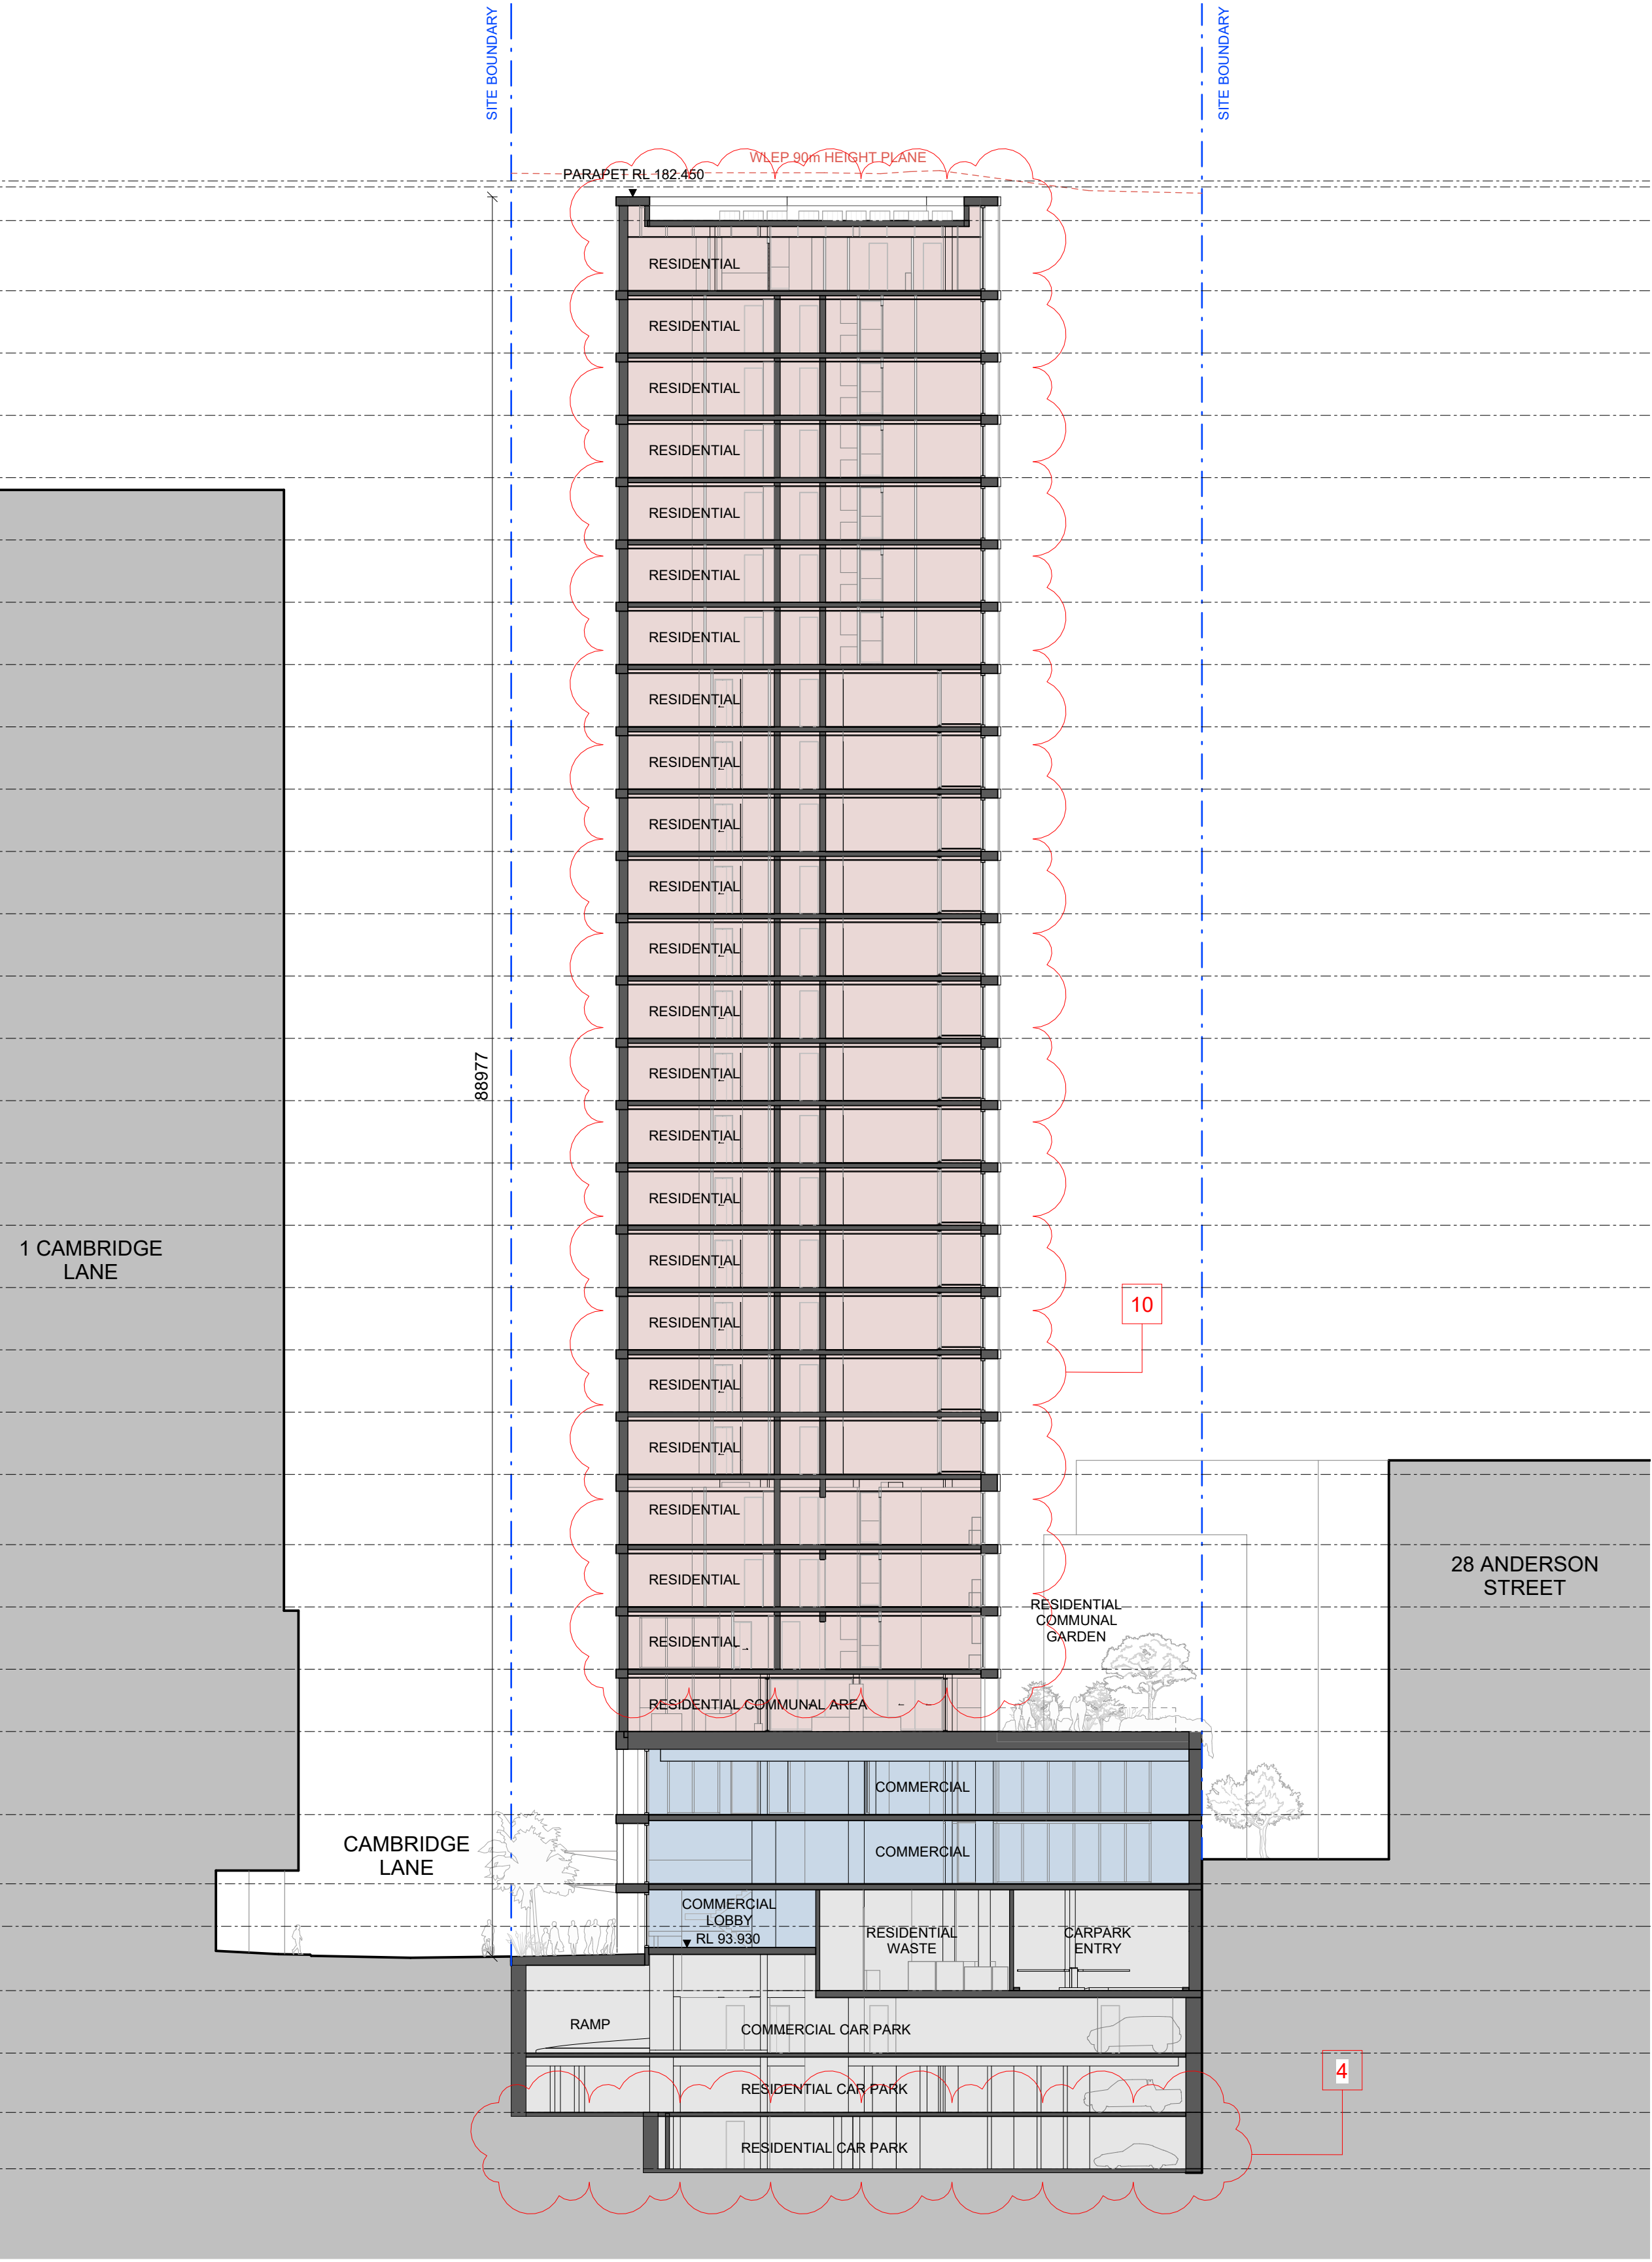 SITE BOUNDARY
SITE BOUNDARY
WLEP 90m HEIGHT PLANE
PARAPET RL 182.450
RESIDENTIAL
RESIDENTIAL
RESIDENTIAL
RESIDENTIAL
RESIDENTIAL
RESIDENTIAL
RESIDENTIAL
RESIDENTIAL
RESIDENTIAL
RESIDENTIAL
RESIDENTIAL
RESIDENTIAL
RESIDENTIAL
RESIDENTIAL
88977
RESIDENTIAL
RESIDENTIAL
1 CAMBRIDGE
LANE
RESIDENTIAL
10
RESIDENTIAL
RESIDENTIAL
RESIDENTIAL
RESIDENTIAL
28 ANDERSON
STREET
RESIDENTIAL
RESIDENTIAL
COMMUNAL
GARDEN
RESIDENTIAL
RESIDENTIAL COMMUNAL AREA
COMMERCIAL
CAMBRIDGE
LANE
COMMERCIAL
COMMERCIAL
LOBBY
RL 93.930
RESIDENTIAL
WASTE
CARPARK
ENTRY
RAMP
COMMERCIAL CAR PARK
4
RESIDENTIAL CAR PARK
RESIDENTIAL CAR PARK